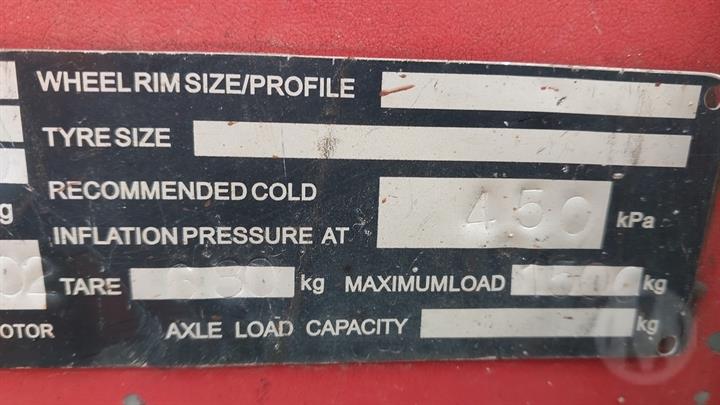 WHEEL RIM SIZE/PROFILE
TYRE SIZE
RECOMMENDED COLD
INFLATION PRESSURE AT 450 kPa
g
02 TARE kg MAXIMUMLOAD kg
OTOR AXLE LOAD CAPACITY kg